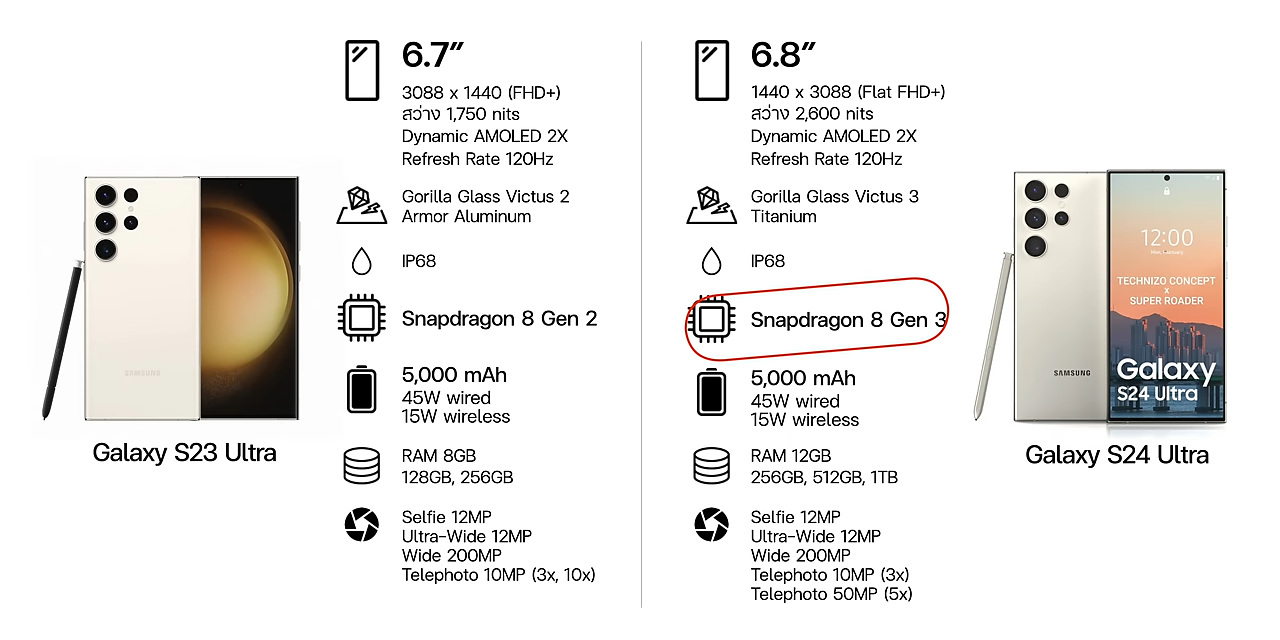 6.7″
3088 x 1440 (FHD+)
สว่าง 1,750 nits
Dynamic AMOLED 2X
Refresh Rate 120Hz
Gorilla Glass Victus 2
Armor Aluminum
IP68
Snapdragon 8 Gen 2
5,000 mAh
45W wired
15W wireless
RAM 8GB
128GB, 256GB
Selfie 12MP
Ultra-Wide 12MP
Wide 200MP
Telephoto 10MP (3x, 10x)
SAMSUNG
Galaxy S23 Ultra
6.8″
1440 x 3088 (Flat FHD+)
สว่าง 2,600 nits
Dynamic AMOLED 2X
Refresh Rate 120Hz
Gorilla Glass Victus 3
Titanium
IP68
Snapdragon 8 Gen 3
5,000 mAh
45W wired
15W wireless
RAM 12GB
256GB, 512GB, 1TB
Selfie 12MP
Ultra-Wide 12MP
Wide 200MP
Telephoto 10MP (3x)
Telephoto 50MP (5x)
SAMSUNG
12:00
TECHNIZO CONCEPT
x
SUPER ROADER
Galaxy
S24 Ultra
Galaxy S24 Ultra